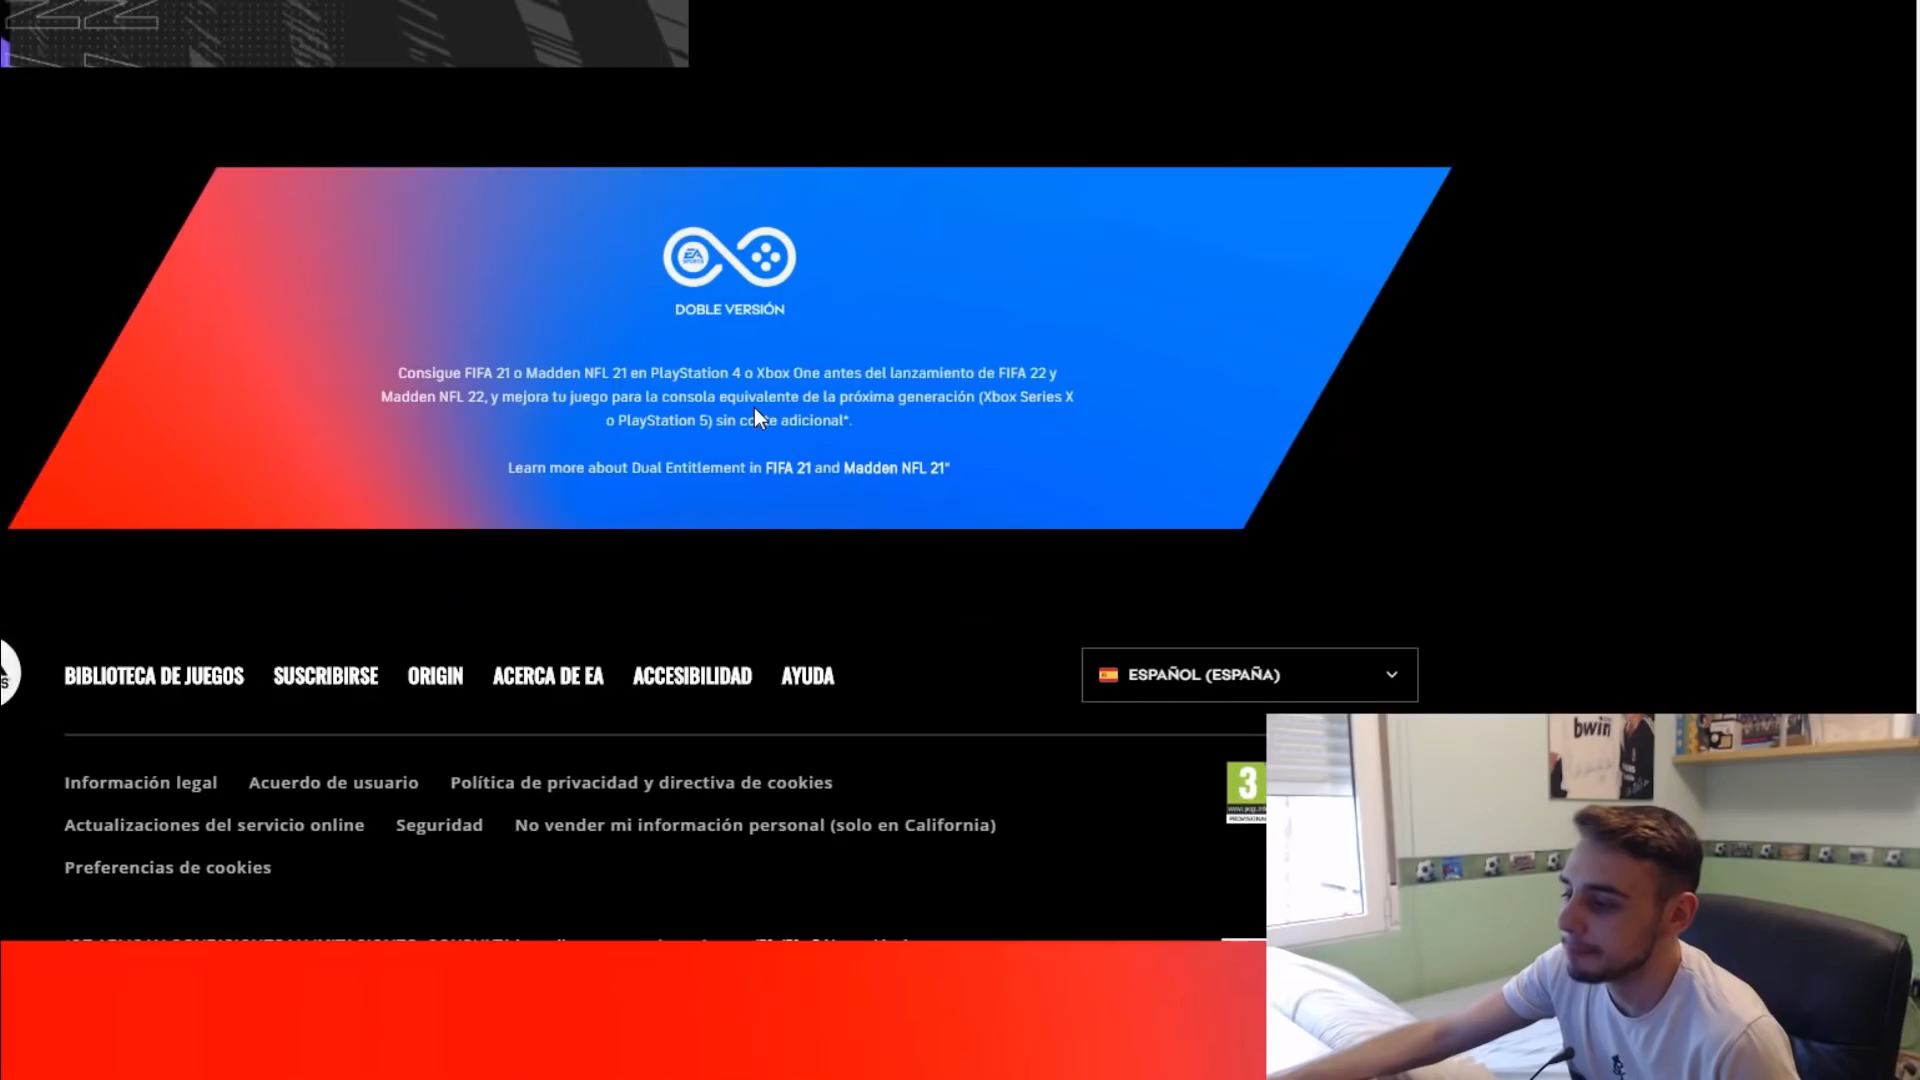 EA
SPORTS
DOBLE VERSIÓN
Consigue FIFA 21 o Madden NFL 21 en PlayStation 4 o Xbox One antes del lanzamiento de FIFA 22 y
Madden NFL 22, y mejora tu juego para la consola equivalente de la próxima generación (Xbox Series X
o PlayStation 5) sin coste adicional*.
Learn more about Dual Entitlement in FIFA 21 and Madden NFL 21"
BIBLIOTECA DE JUEGOS SUSCRIBIRSE ORIGIN ACERCA DE EA ACCESIBILIDAD AYUDA
ESPAÑOL (ESPAÑA)
Información legal Acuerdo de usuario Política de privacidad y directiva de cookies
3
Actualizaciones del servicio online Seguridad No vender mi información personal (solo en California)
Preferencias de cookies
bwin